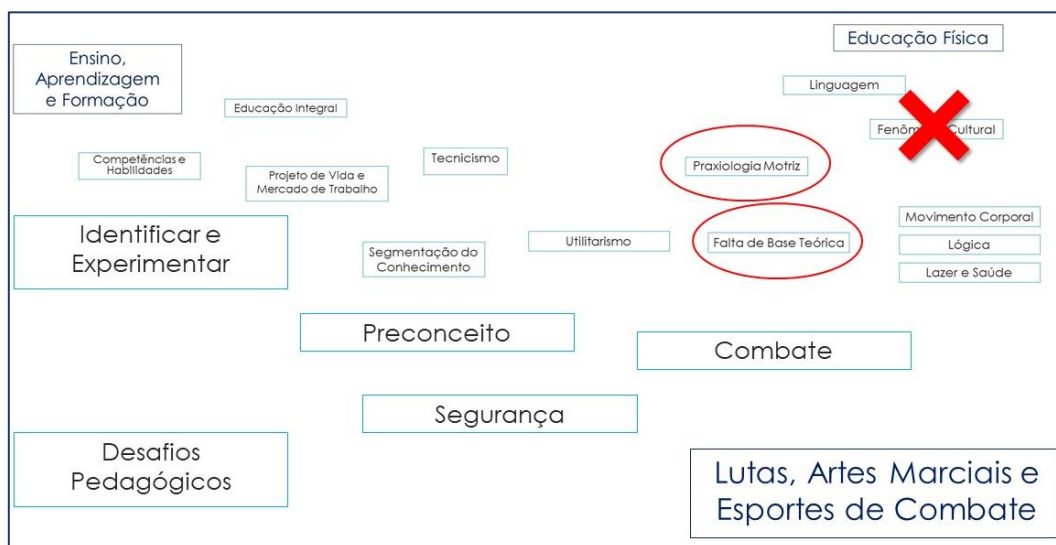 Educação Física
Ensino,
Aprendizagem
e Formação
Linguagem
Educação Integral
Fenôm Cultural
Competências e
Habilidades
Tecnicismo
Praxiologia Motriz
Projeto de Vida e
Mercado de Trabalho
Identificar e
Experimentar
Movimento Corporal
Utilitarismo
Falta de Base Teórica
Lógica
Segmentação do
Conhecimento
Lazer e Saúde
Preconceito
Combate
Segurança
Desafios
Pedagógicos
Lutas, Artes Marciais e
Esportes de Combate